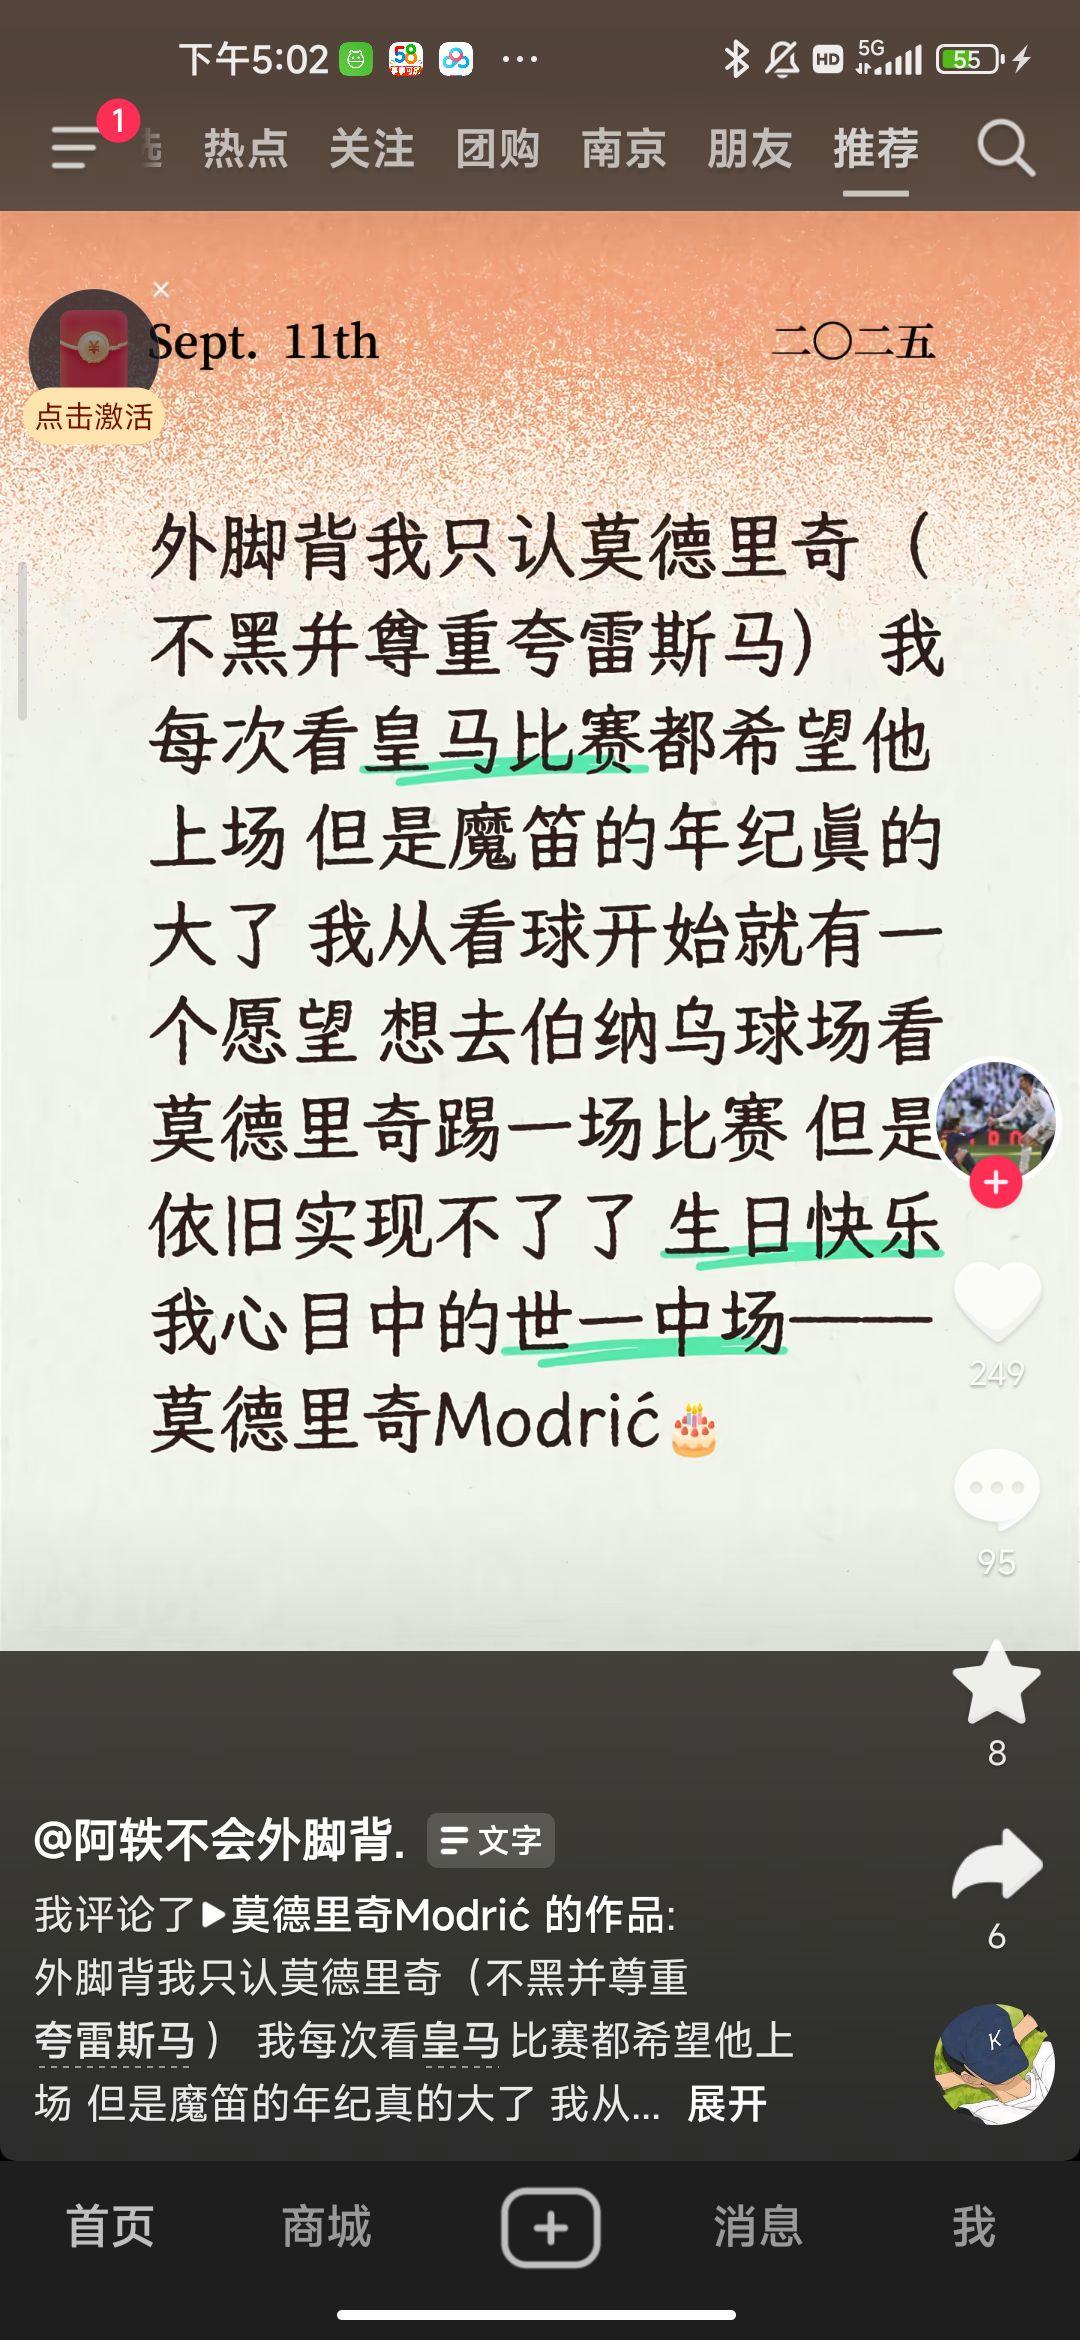 下午5:02
58
HD
5G
55
1
热点 关注 团购 南京 朋友 推荐
Sept. 11th
二〇二五
点击激活
外脚背我只认莫德里奇（
不黑并尊重夸雷斯马） 我
每次看皇马比赛都希望他
上场 但是魔笛的年纪真的
大了 我从看球开始就有一
个愿望 想去伯纳乌球场看
莫德里奇踢一场比赛 但是
依旧实现不了了 生日快乐
我心目中的世一中场——
莫德里奇Modrić🎂
249
95
8
6
@阿轶不会外脚背. 文字
我评论了▶莫德里奇Modrić 的作品:
外脚背我只认莫德里奇（不黑并尊重
夸雷斯马） 我每次看皇马比赛都希望他上
场 但是魔笛的年纪真的大了 我从... 展开
K
首页 商城 消息 我